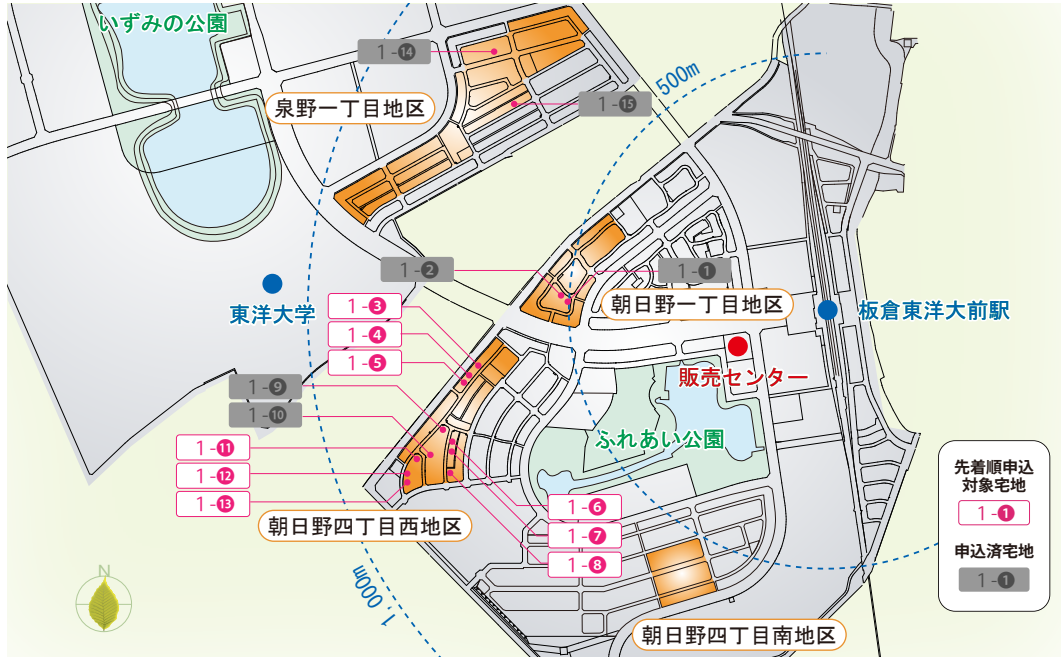 いずみの公園
1-⓮
500m
1-⓯
泉野一丁目地区
1-❷
1-❶
朝日野一丁目地区
東洋大学
板倉東洋大前駅
1-❸
1-❹
1-❺
販売センター
1-❾
1-❿
ふれあい公園
1-⓫
1-⓬
1-⓭
朝日野四丁目西地区
1-❻
1-❼
1-❽
1,000m
朝日野四丁目南地区
N
先着順申込
対象宅地
1-❶
申込済宅地
1-❶